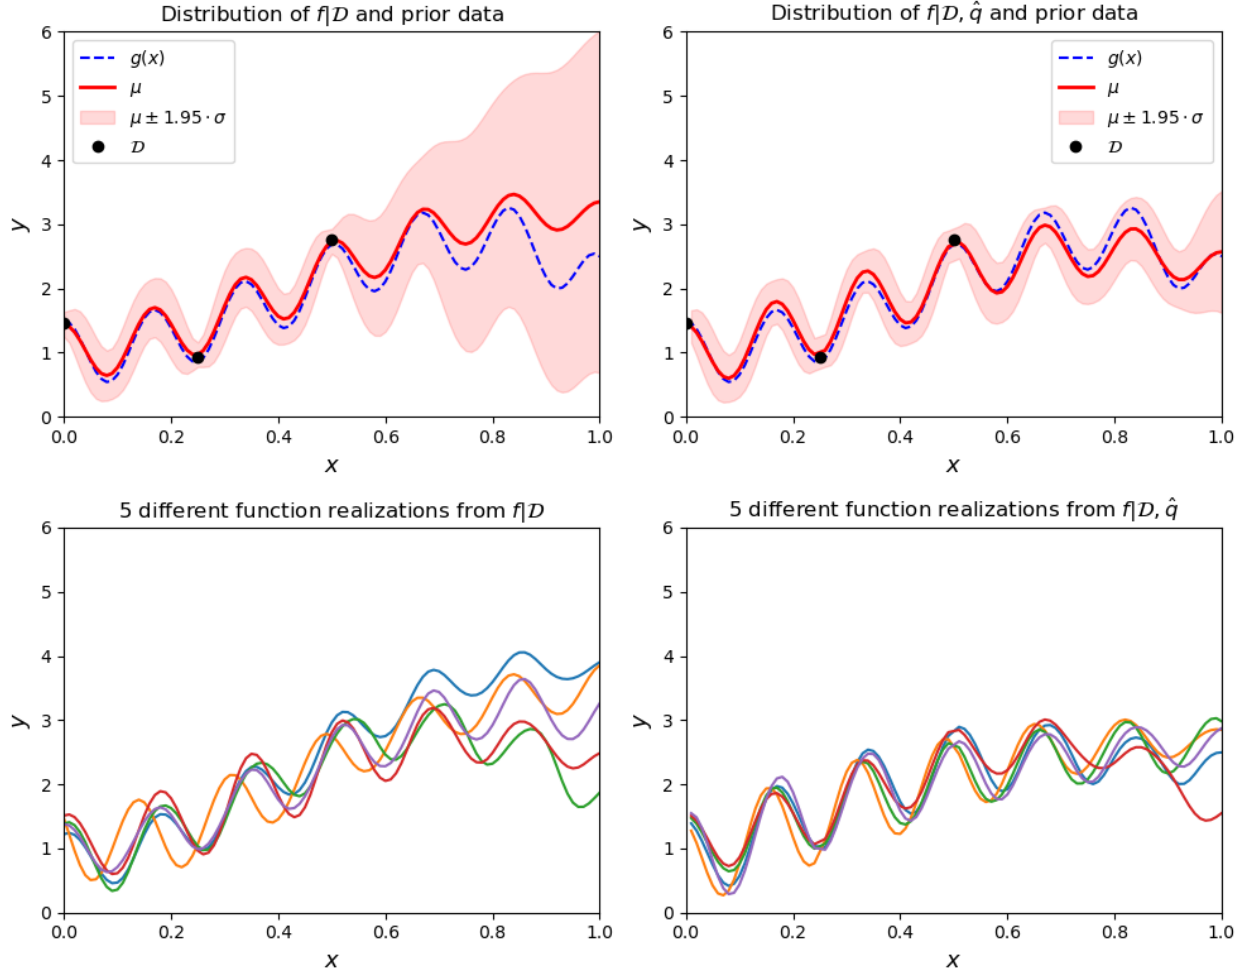 Distribution of f|𝒟 and prior data
6
5
4
3
2
1
0
y
g(x)
μ
μ ± 1.95 · σ
𝒟
0.0 0.2 0.4 0.6 0.8 1.0
x
Distribution of f|𝒟, q̂ and prior data
6
5
4
3
2
1
0
y
g(x)
μ
μ ± 1.95 · σ
𝒟
0.0 0.2 0.4 0.6 0.8 1.0
x
5 different function realizations from f|𝒟
6
5
4
3
2
1
0
y
0.0 0.2 0.4 0.6 0.8 1.0
x
5 different function realizations from f|𝒟, q̂
6
5
4
3
2
1
0
y
0.0 0.2 0.4 0.6 0.8 1.0
x